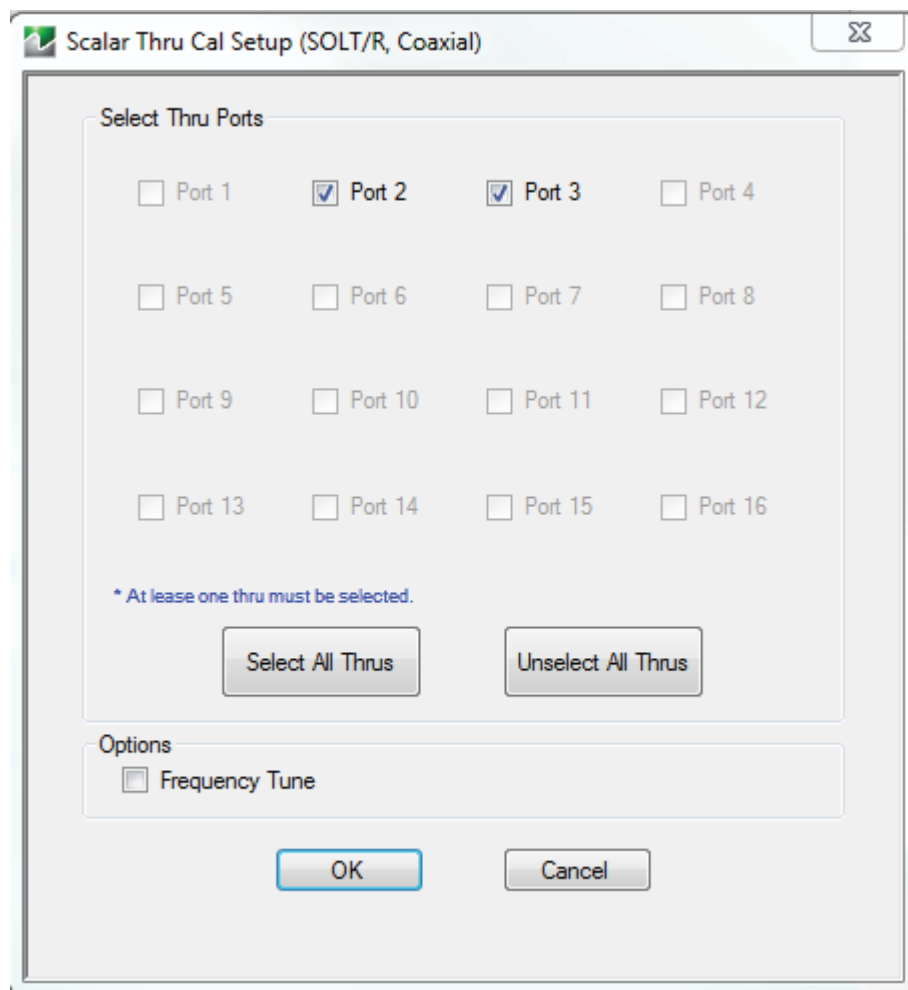 Scalar Thru Cal Setup (SOLT/R, Coaxial)
Select Thru Ports
Port 1 Port 2 Port 3 Port 4
Port 5 Port 6 Port 7 Port 8
Port 9 Port 10 Port 11 Port 12
Port 13 Port 14 Port 15 Port 16
* At lease one thru must be selected.
Select All Thrus Unselect All Thrus
Options
Frequency Tune
OK Cancel